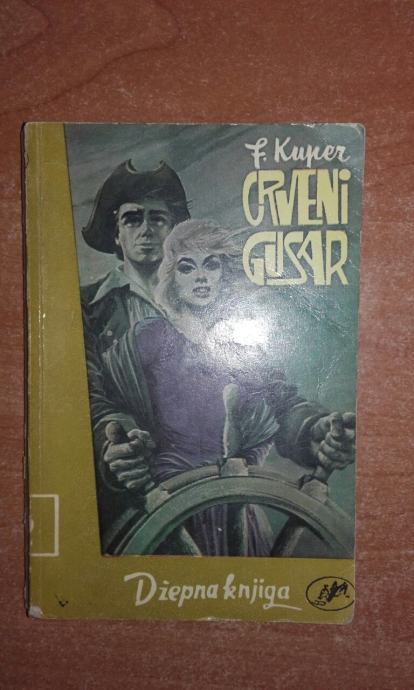 F. Kuper
CRVENI
GUSAR
Džepna knjiga